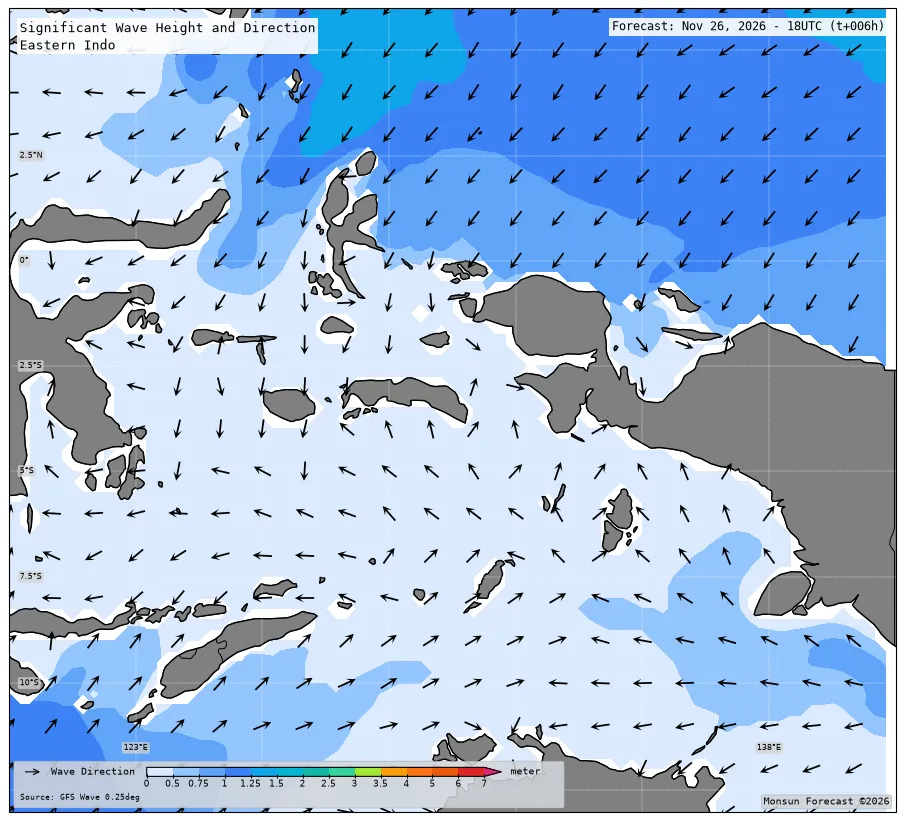 Significant Wave Height and Direction
Eastern Indo
Forecast: Nov 26, 2026 - 18UTC (t+006h)
2.5°N
0°
2.5°S
5°S
7.5°S
10°S
123°E
138°E
Wave Direction
meter
0 0.5 0.75 1 1.25 1.5 2 2.5 3 3.5 4 5 6 7
Source: GFS Wave 0.25deg
Monsun Forecast ©2026